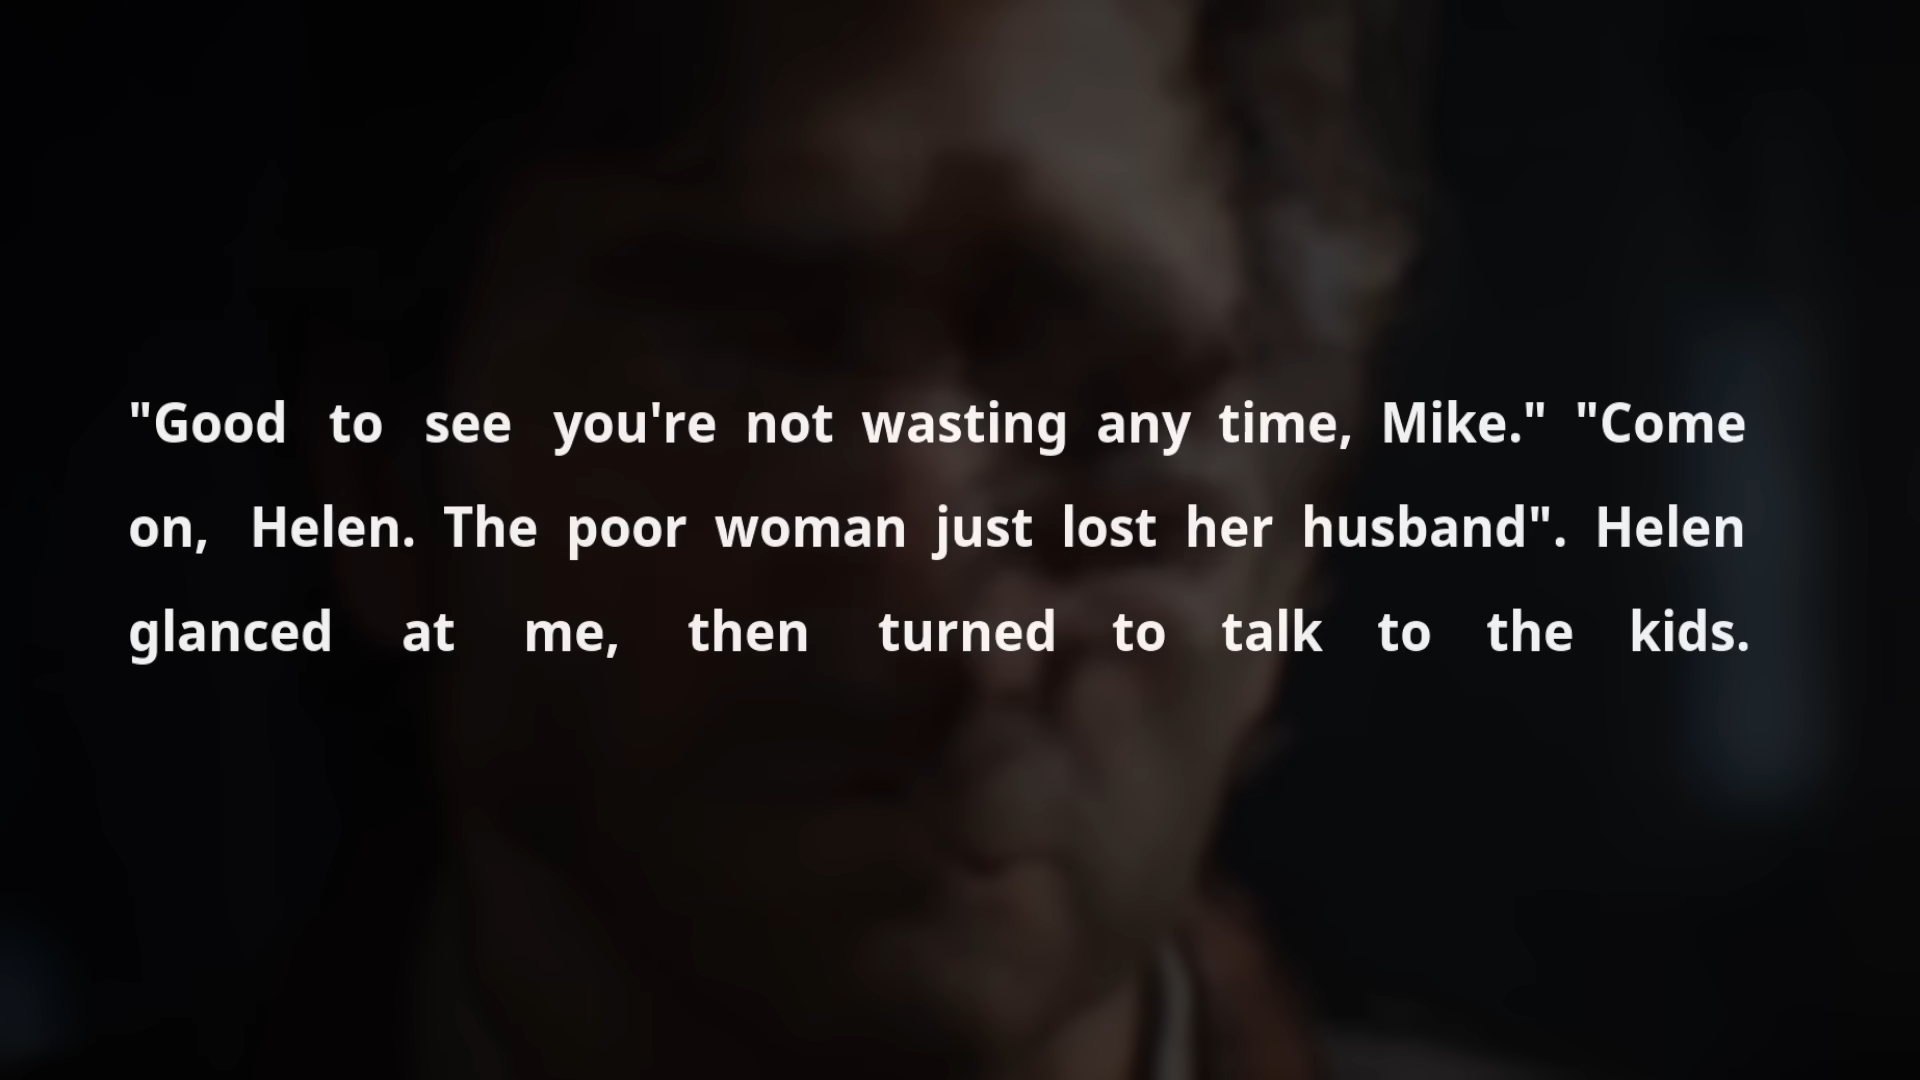 "Good to see you're not wasting any time, Mike." "Come
on, Helen. The poor woman just lost her husband". Helen
glanced at me, then turned to talk to the kids.